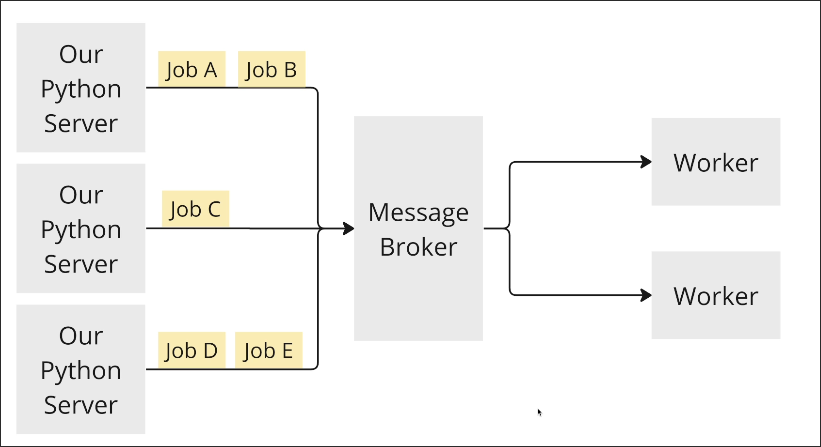 Our
Python
Server
Job A
Job B
Our
Python
Server
Job C
Our
Python
Server
Job D
Job E
Message
Broker
Worker
Worker